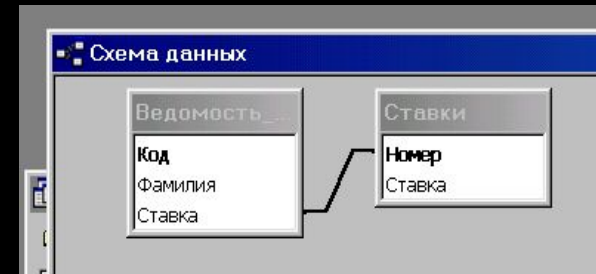 Схема данных
Ведомость_...
Код
Фамилия
Ставка
Ставки
Номер
Ставка